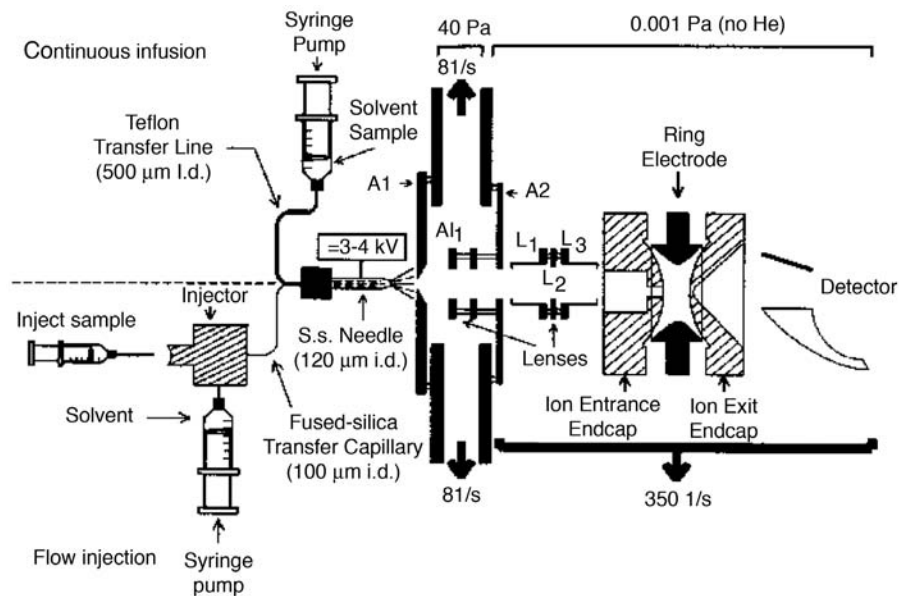 Continuous infusion
Syringe
Pump
40 Pa
0.001 Pa (no He)
81/s
Teflon
Transfer Line
(500 μm I.d.)
Solvent
Sample
Ring
Electrode
A1
A2
AI1
L1
L3
L2
=3-4 kV
Injector
Inject sample
Detector
S.s. Needle
(120 μm i.d.)
Lenses
Solvent
Fused-silica
Transfer Capillary
(100 μm i.d.)
Ion Entrance
Endcap
Ion Exit
Endcap
81/s
350 1/s
Flow injection
Syringe
pump